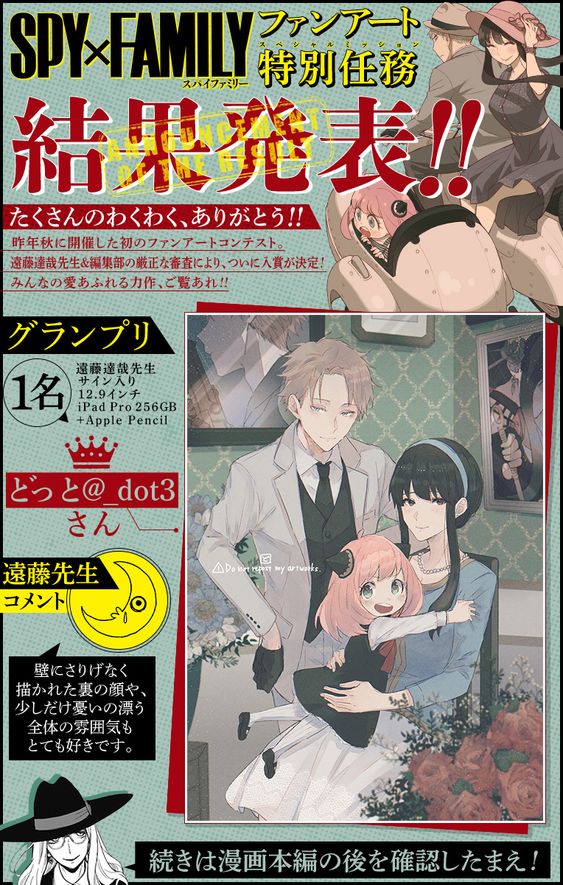 SPY×FAMILY
スパイファミリー
ファンアート
スペシャルミッション
特別任務
結果発表!!
ANNOUNCEMENT
OF THE RESULT
たくさんのわくわく、ありがとう!!
昨年秋に開催した初のファンアートコンテスト。
遠藤達哉先生&編集部の厳正な審査により、ついに入賞が決定!
みんなの愛あふれる力作、ご覧あれ!!
グランプリ
1名
遠藤達哉先生
サイン入り
12.9インチ
iPad Pro 256GB
+Apple Pencil
どっと@_dot3
さん
遠藤先生
コメント
壁にさりげなく
描かれた裏の顔や、
少しだけ憂いの漂う
全体の雰囲気も
とても好きです。
⚠Do not repost my artworks.
続きは漫画本編の後を確認したまえ!